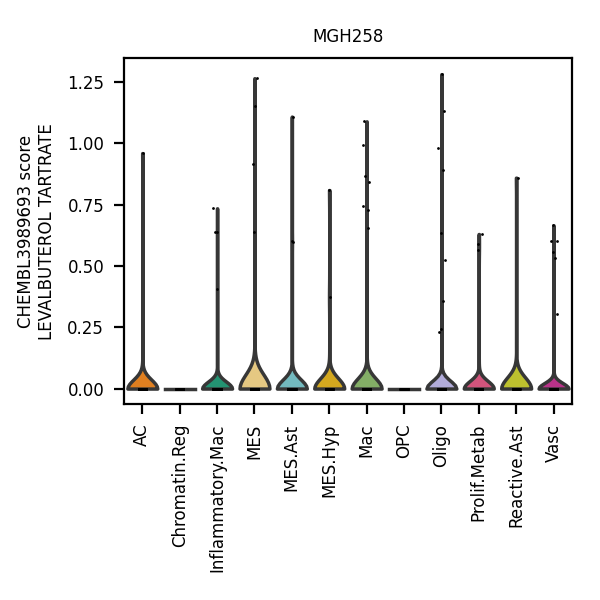 MGH258
CHEMBL3989693 score
LEVALBUTEROL TARTRATE
1.25
1.00
0.75
0.50
0.25
0.00
AC
Chromatin.Reg
Inflammatory.Mac
MES
MES.Ast
MES.Hyp
Mac
OPC
Oligo
Prolif.Metab
Reactive.Ast
Vasc